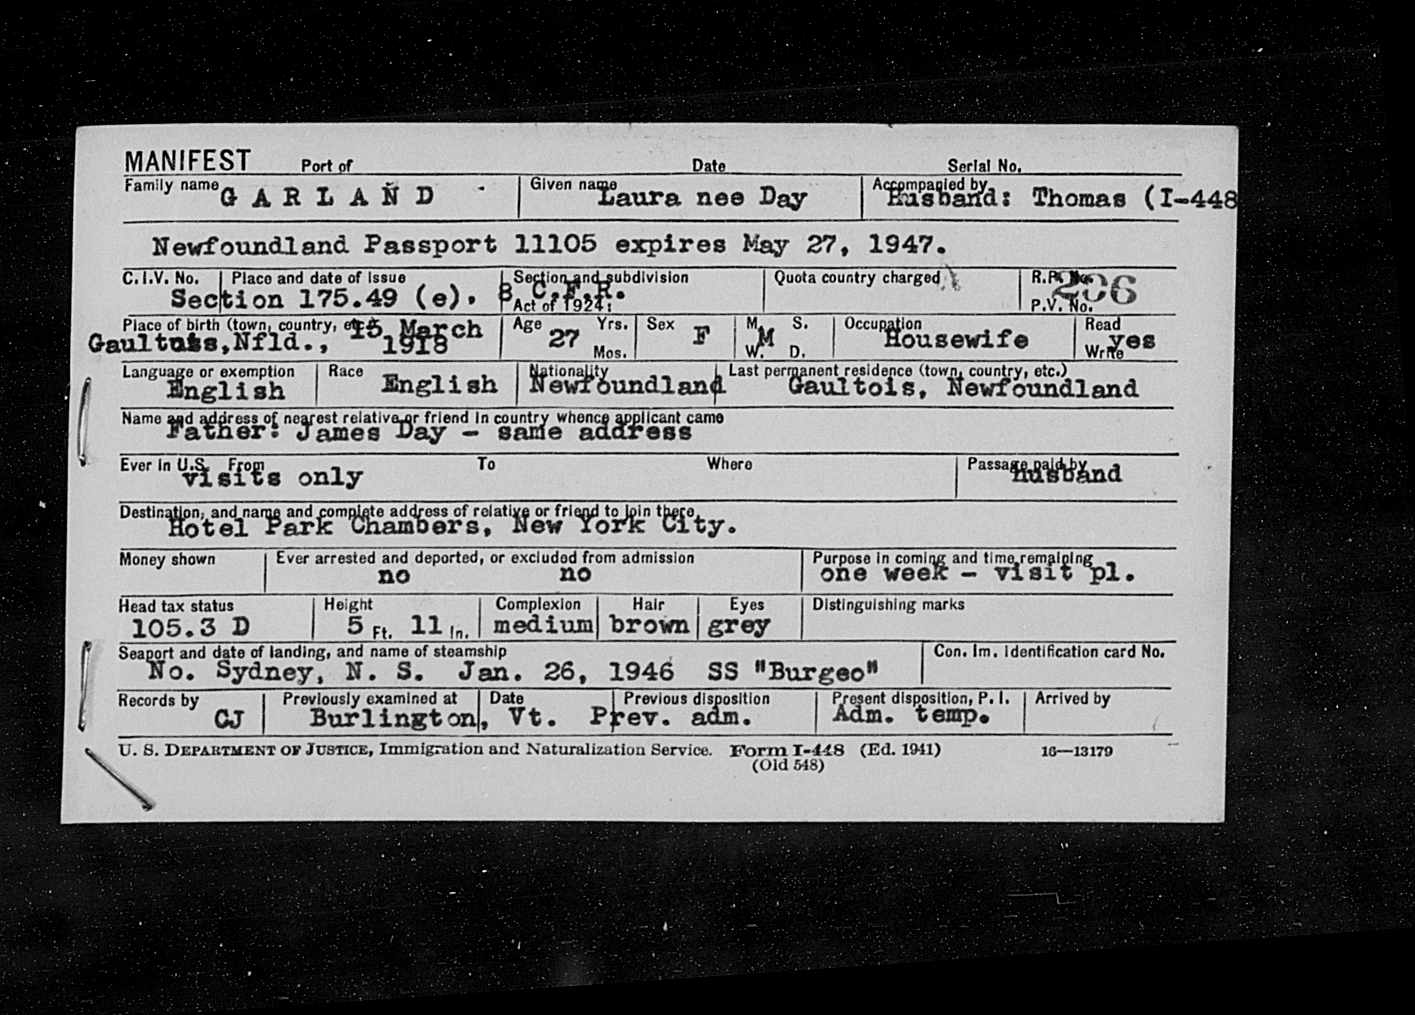 MANIFEST Port of Date Serial No.
Family name GARLAND Given name Laura nee Day Accompanied by Husband: Thomas (I-448
Newfoundland Passport 11105 expires May 27, 1947.
C.I.V. No. Place and date of issue Section and subdivision Quota country charged R.P. No. 206
Section 175.49 (e). 8 C.F.R. Act of 1924: P.V. No.
Place of birth (town, country, etc.) 15 March Age 27 Yrs. Sex F M. S. Occupation Read
Gaultois, Nfld., 1918 Mos. M W. D. Housewife Write yes
Language or exemption Race Nationality Last permanent residence (town, country, etc.)
English English Newfoundland Gaultois, Newfoundland
Name and address of nearest relative or friend in country whence applicant came
Father: James Day - same address
Ever in U.S. From To Where Passage paid by
visits only Husband
Destination, and name and complete address of relative or friend to join there
Hotel Park Chambers, New York City.
Money shown Ever arrested and deported, or excluded from admission Purpose in coming and time remaining
no no one week - visit pl.
Head tax status Height Complexion Hair Eyes Distinguishing marks
105.3 D 5 Ft. 11 In. medium brown grey
Seaport and date of landing, and name of steamship Con. Im. Identification card No.
No. Sydney, N. S. Jan. 26, 1946 SS "Burgeo"
Records by Previously examined at Date Previous disposition Present disposition, P. I. Arrived by
CJ Burlington, Vt. Prev. adm. Adm. temp.
U. S. DEPARTMENT OF JUSTICE, Immigration and Naturalization Service. Form I-448 (Ed. 1941) 16—13179
(Old 548)